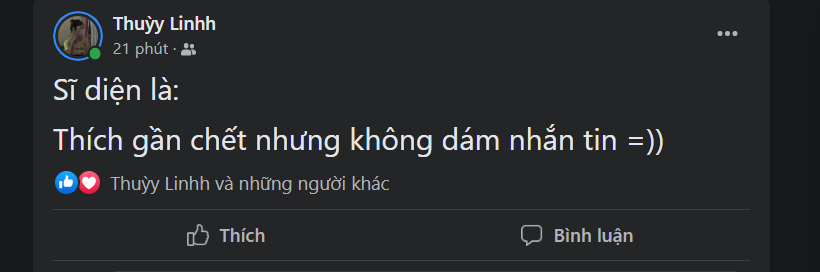 Thuỳy Linhh
21 phút ·
Sĩ diện là:
Thích gần chết nhưng không dám nhắn tin =))
Thuỳy Linhh và những người khác
Thích
Bình luận